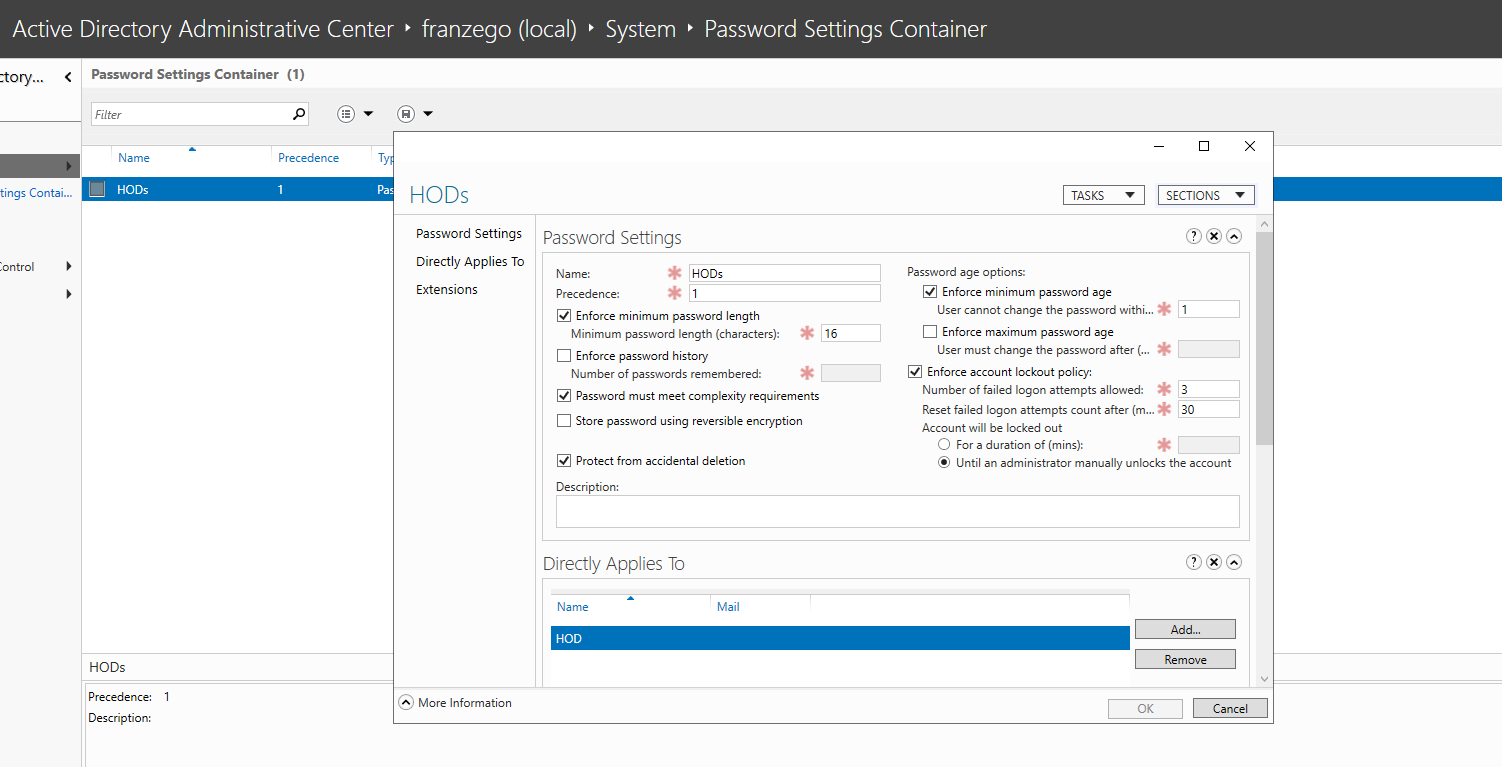 Active Directory Administrative Center ‣ franzego (local) ‣ System ‣ Password Settings Container
ctory...
Password Settings Container (1)
Filter
Name Precedence Typ
tings Contai...
HODs 1 Pas
Control
HODs
TASKS SECTIONS
Password Settings
Directly Applies To
Extensions
Password Settings
Name: * HODs
Precedence: * 1
Enforce minimum password length
Minimum password length (characters): * 16
Enforce password history
Number of passwords remembered: *
Password must meet complexity requirements
Store password using reversible encryption
Protect from accidental deletion
Password age options:
Enforce minimum password age
User cannot change the password withi... * 1
Enforce maximum password age
User must change the password after (... *
Enforce account lockout policy:
Number of failed logon attempts allowed: * 3
Reset failed logon attempts count after (m... * 30
Account will be locked out
For a duration of (mins): *
Until an administrator manually unlocks the account
Description:
Directly Applies To
Name Mail
HOD
Add...
Remove
More Information
OK Cancel
HODs
Precedence: 1
Description: